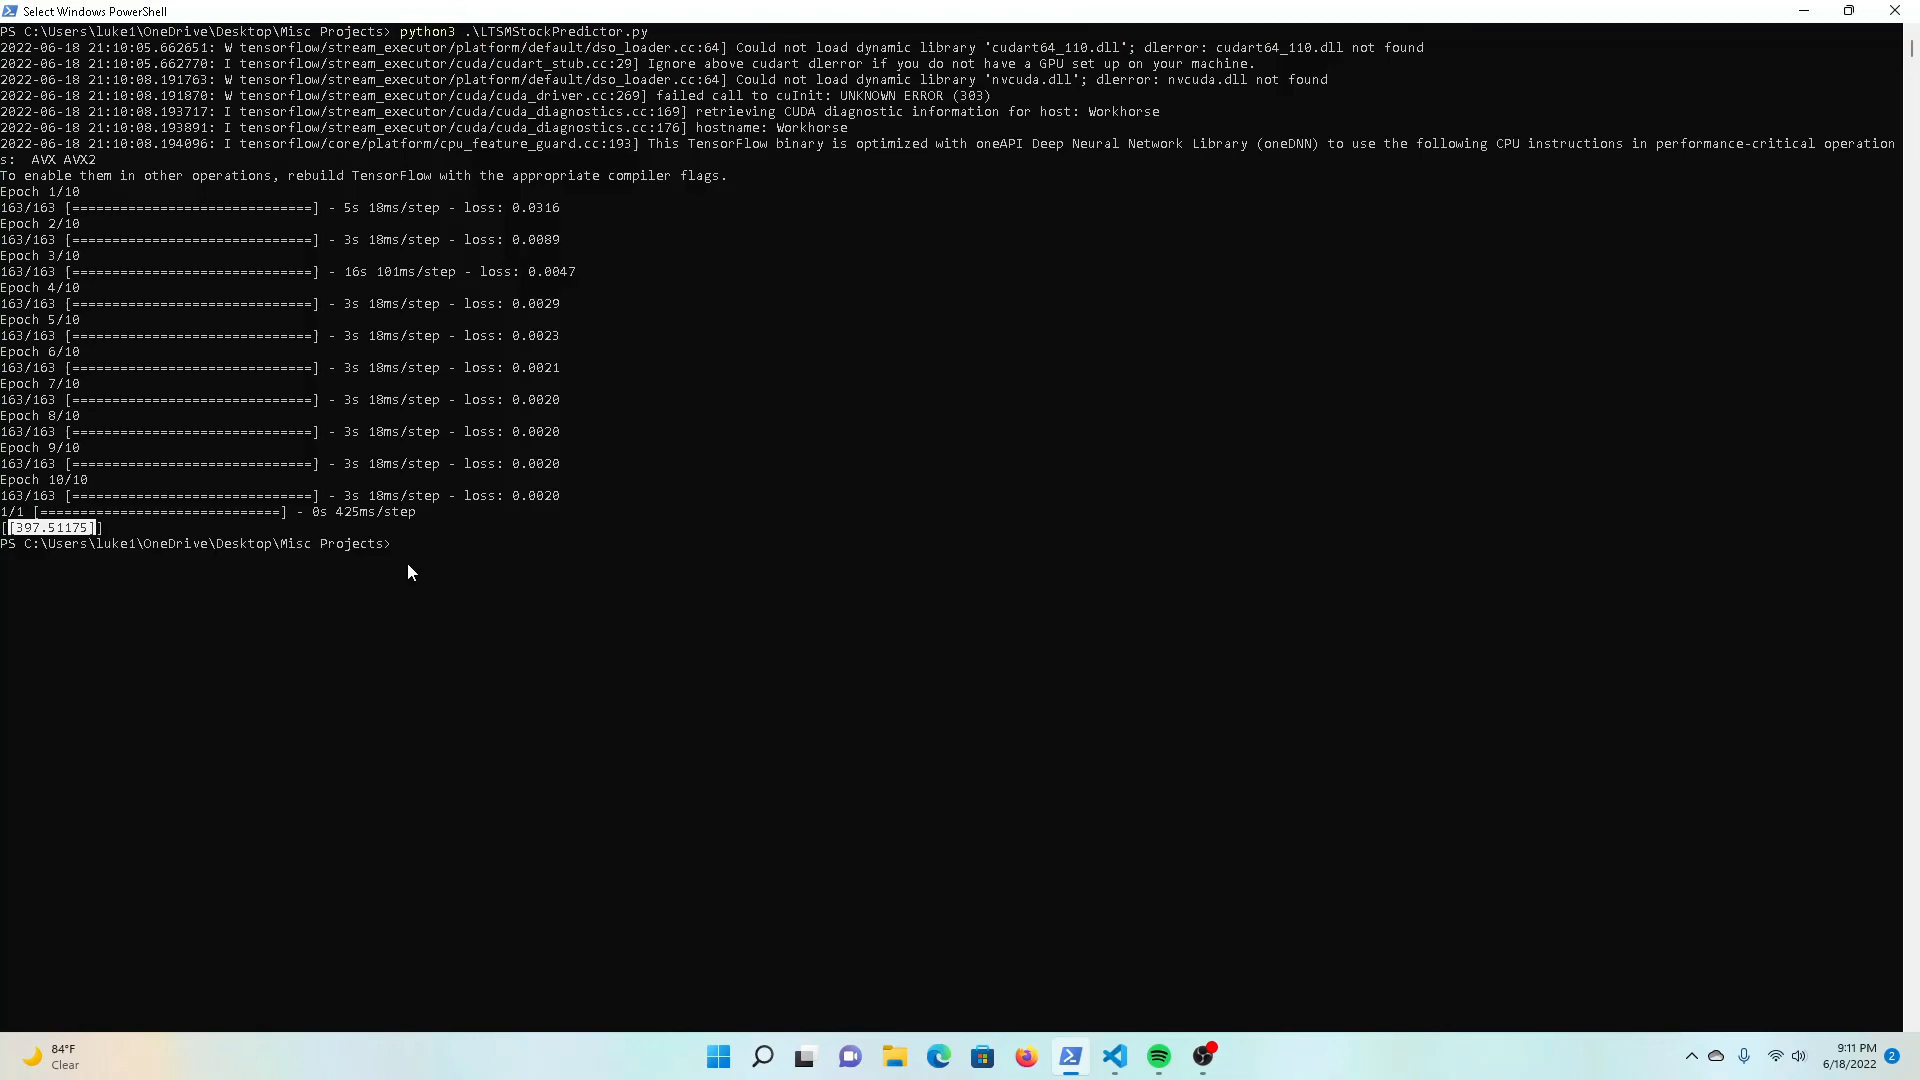 Select Windows PowerShell
PS C:\Users\luke1\OneDrive\Desktop\Misc Projects> python3 .\LTSMStockPredictor.py
2022-06-18 21:10:05.662651: W tensorflow/stream_executor/platform/default/dso_loader.cc:64] Could not load dynamic library 'cudart64_110.dll'; dlerror: cudart64_110.dll not found
2022-06-18 21:10:05.662770: I tensorflow/stream_executor/cuda/cudart_stub.cc:29] Ignore above cudart dlerror if you do not have a GPU set up on your machine.
2022-06-18 21:10:08.191763: W tensorflow/stream_executor/platform/default/dso_loader.cc:64] Could not load dynamic library 'nvcuda.dll'; dlerror: nvcuda.dll not found
2022-06-18 21:10:08.191870: W tensorflow/stream_executor/cuda/cuda_driver.cc:269] failed call to cuInit: UNKNOWN ERROR (303)
2022-06-18 21:10:08.193717: I tensorflow/stream_executor/cuda/cuda_diagnostics.cc:169] retrieving CUDA diagnostic information for host: Workhorse
2022-06-18 21:10:08.193891: I tensorflow/stream_executor/cuda/cuda_diagnostics.cc:176] hostname: Workhorse
2022-06-18 21:10:08.194096: I tensorflow/core/platform/cpu_feature_guard.cc:193] This TensorFlow binary is optimized with oneAPI Deep Neural Network Library (oneDNN) to use the following CPU instructions in performance-critical operation
s:  AVX AVX2
To enable them in other operations, rebuild TensorFlow with the appropriate compiler flags.
Epoch 1/10
163/163 [==============================] - 5s 18ms/step - loss: 0.0316
Epoch 2/10
163/163 [==============================] - 3s 18ms/step - loss: 0.0089
Epoch 3/10
163/163 [==============================] - 16s 101ms/step - loss: 0.0047
Epoch 4/10
163/163 [==============================] - 3s 18ms/step - loss: 0.0029
Epoch 5/10
163/163 [==============================] - 3s 18ms/step - loss: 0.0023
Epoch 6/10
163/163 [==============================] - 3s 18ms/step - loss: 0.0021
Epoch 7/10
163/163 [==============================] - 3s 18ms/step - loss: 0.0020
Epoch 8/10
163/163 [==============================] - 3s 18ms/step - loss: 0.0020
Epoch 9/10
163/163 [==============================] - 3s 18ms/step - loss: 0.0020
Epoch 10/10
163/163 [==============================] - 3s 18ms/step - loss: 0.0020
1/1 [==============================] - 0s 425ms/step
[[397.51175]]
PS C:\Users\luke1\OneDrive\Desktop\Misc Projects>
84°F
Clear
9:11 PM
6/18/2022
2